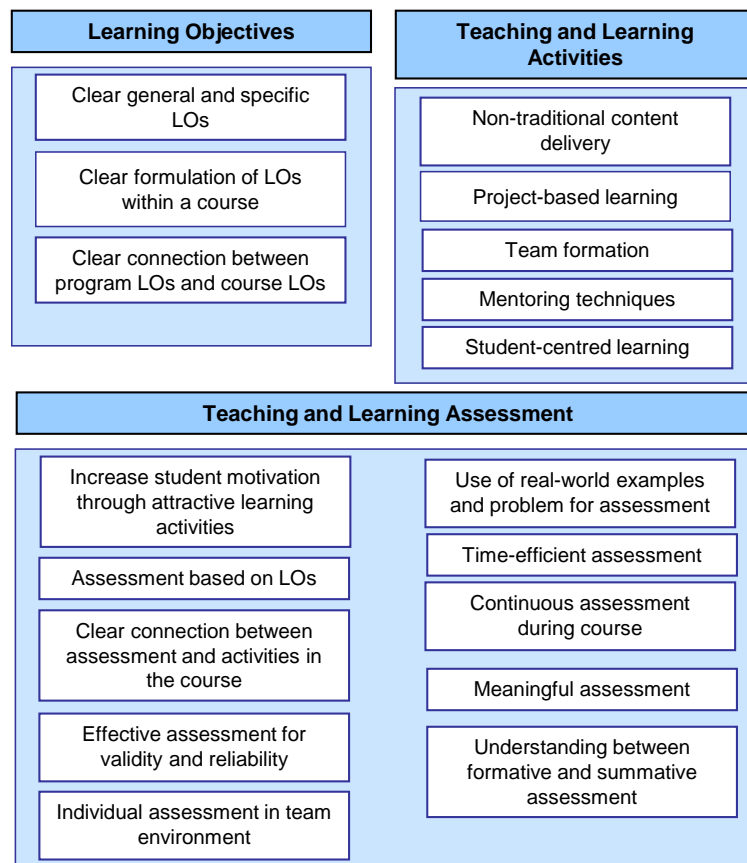 Learning Objectives
Clear general and specific
LOs
Clear formulation of LOs
within a course
Clear connection between
program LOs and course LOs
Teaching and Learning
Activities
Non-traditional content
delivery
Project-based learning
Team formation
Mentoring techniques
Student-centred learning
Teaching and Learning Assessment
Increase student motivation
through attractive learning
activities
Assessment based on LOs
Clear connection between
assessment and activities in
the course
Effective assessment for
validity and reliability
Individual assessment in team
environment
Use of real-world examples
and problem for assessment
Time-efficient assessment
Continuous assessment
during course
Meaningful assessment
Understanding between
formative and summative
assessment